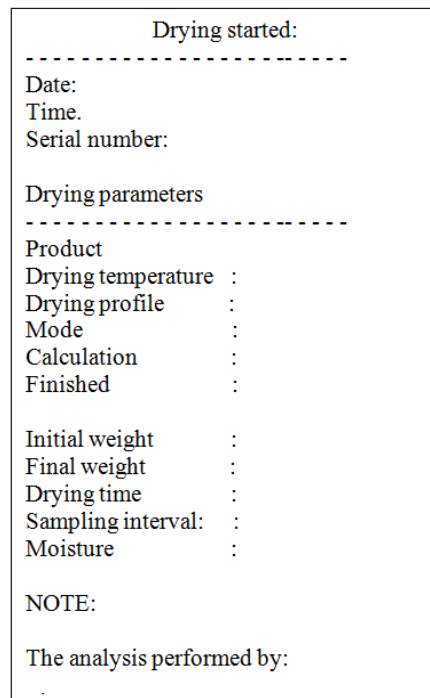 Drying started:
- - - - - - - - - - - - - - - - - - -- - - - -
Date:
Time.
Serial number:
Drying parameters
- - - - - - - - - - - - - - - - - - -- - - - -
Product
Drying temperature :
Drying profile :
Mode :
Calculation :
Finished :
Initial weight :
Final weight :
Drying time :
Sampling interval: :
Moisture :
NOTE:
The analysis performed by: